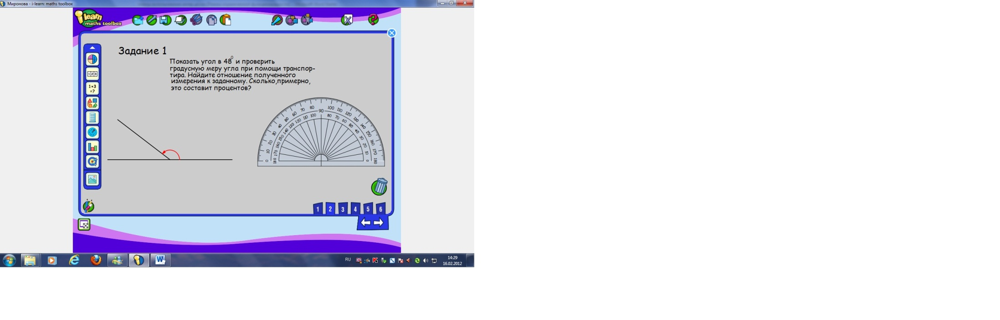 Миронова - i-learn: maths toolbox
i learn
maths toolbox
Задание 1
Показать угол в 48⁰ и проверить
градусную меру угла при помощи транспор-
тира. Найдите отношение полученного
измерения к заданному. Сколько,примерно,
это составит процентов?
1 2 3
1×3
=?
0 10 20 30 40 50 60 70 80 90 100 110 120 130 140 150 160 170 180
180 170 160 150 140 130 120 110 100 80 70 60 50 40 30 20 10 0
1 2 3 4 5 6
RU
14:29
16.02.2012